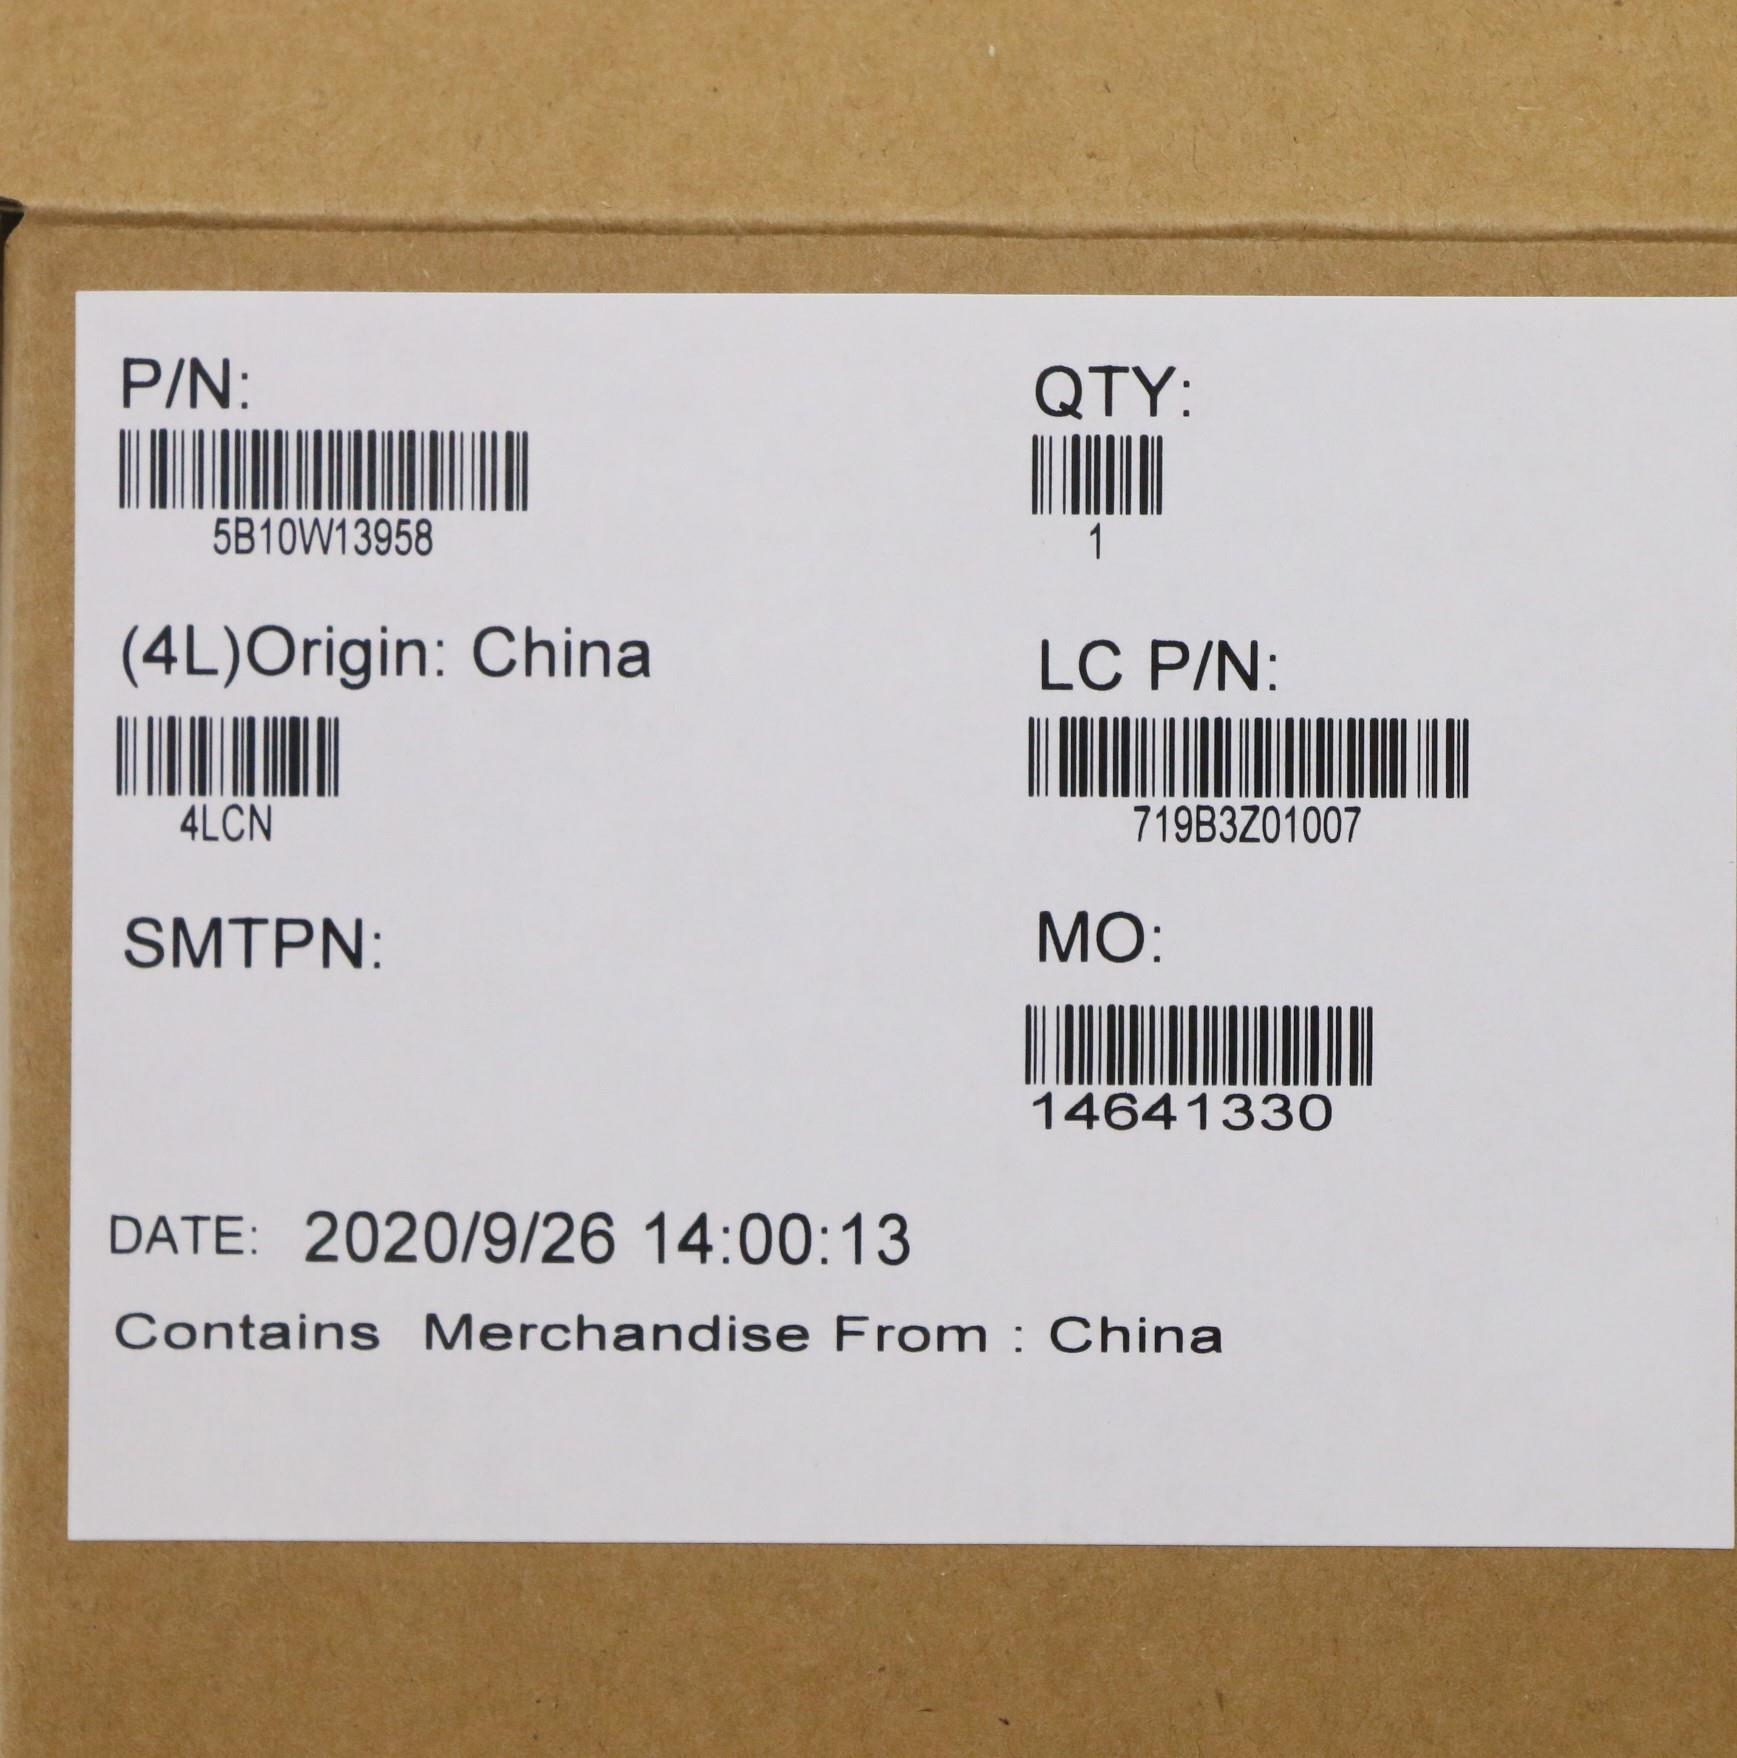 P/N:
5B10W13958
QTY:
1
(4L)Origin: China
4LCN
LC P/N:
719B3Z01007
SMTPN:
MO:
14641330
DATE: 2020/9/26 14:00:13
Contains Merchandise From : China